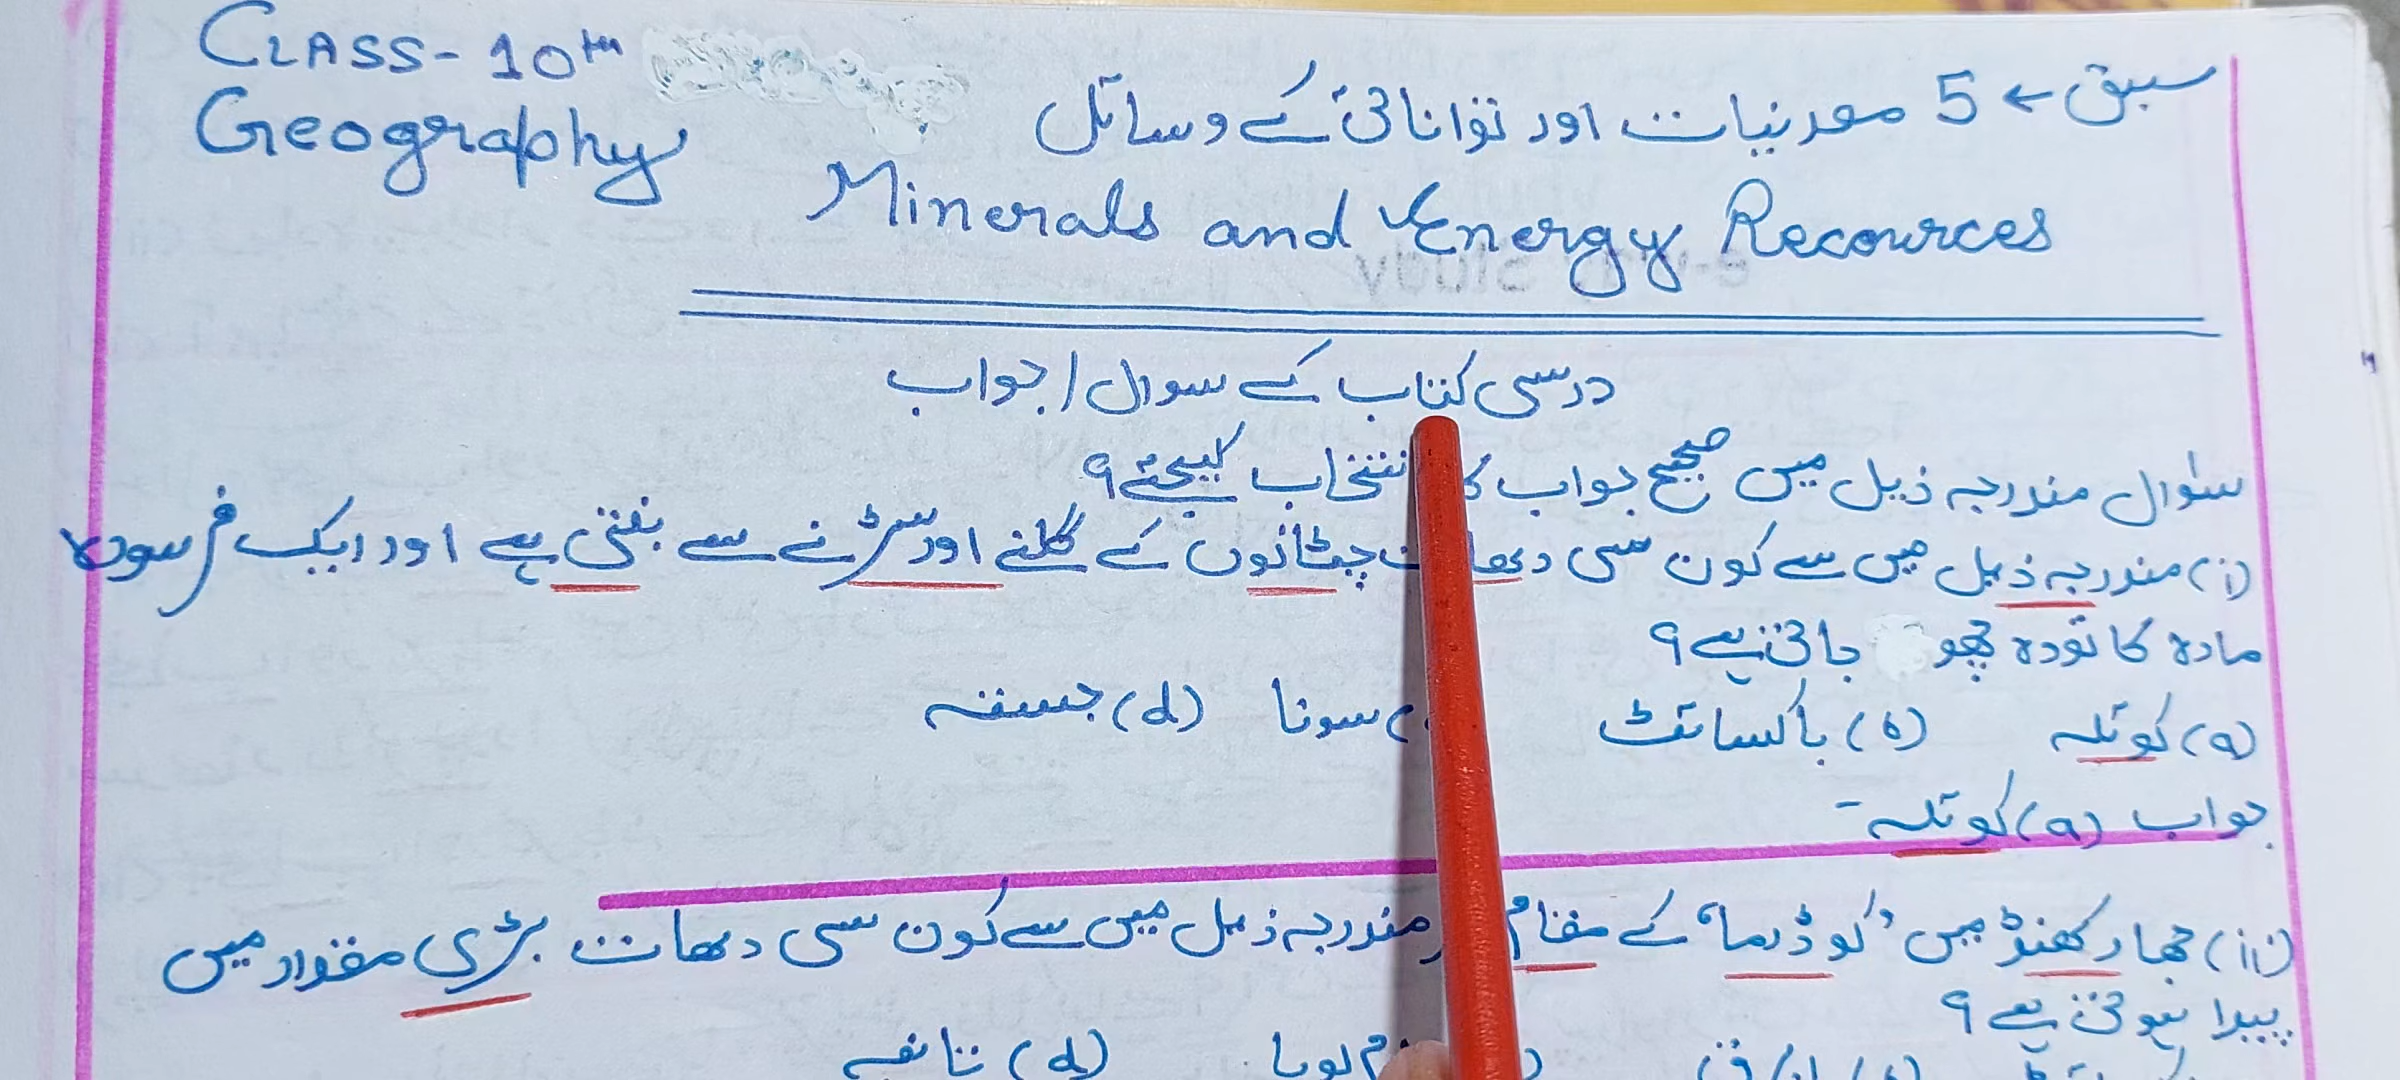 CLASS-10th
Geography
سبق ← 5 معدنیات اور توانائی کے وسائل
Minerals and Energy Recources
درسی کتاب کے سوال / جواب
سوال مندرجہ ذیل میں صحیح جواب کا انتخاب کیجئے؟
(i) مندرجہ ذیل میں سے کون سی دھات چٹانوں کے گلنے اور سڑنے سے بنتی ہے اور ایک فرسودہ
مادہ کا تودہ چھو جاتی ہے؟
(a) کوئلہ (b) باکسائٹ سونا (d) جستہ
جواب (a) کوئلہ -
(ii) جھارکھنڈ میں 'کوڈرما' کے مقام مندرجہ ذیل میں سے کون سی دھات بڑی مقدار میں
پیدا ہوتی ہے؟
لوہا (d) تانبہ